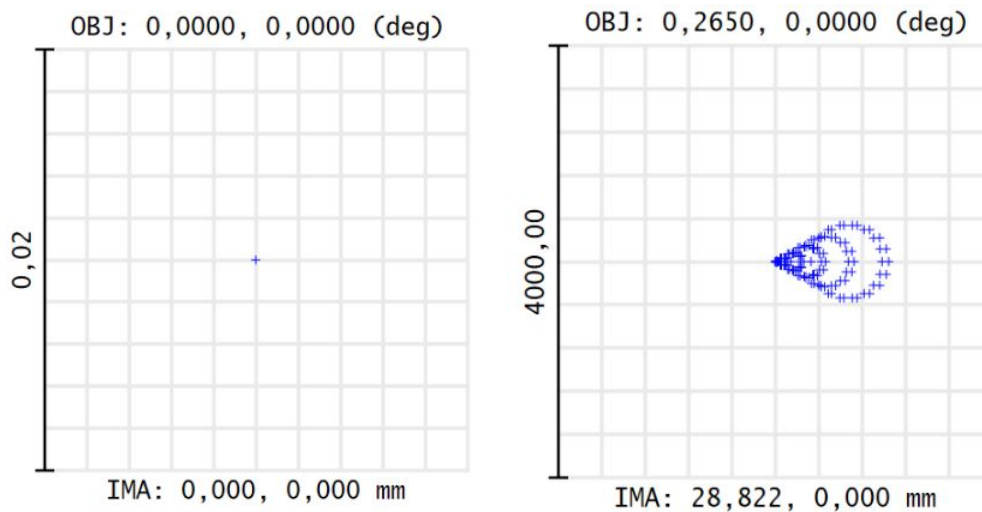 OBJ: 0,0000, 0,0000 (deg)
0,02
IMA: 0,000, 0,000 mm
OBJ: 0,2650, 0,0000 (deg)
4000,00
IMA: 28,822, 0,000 mm